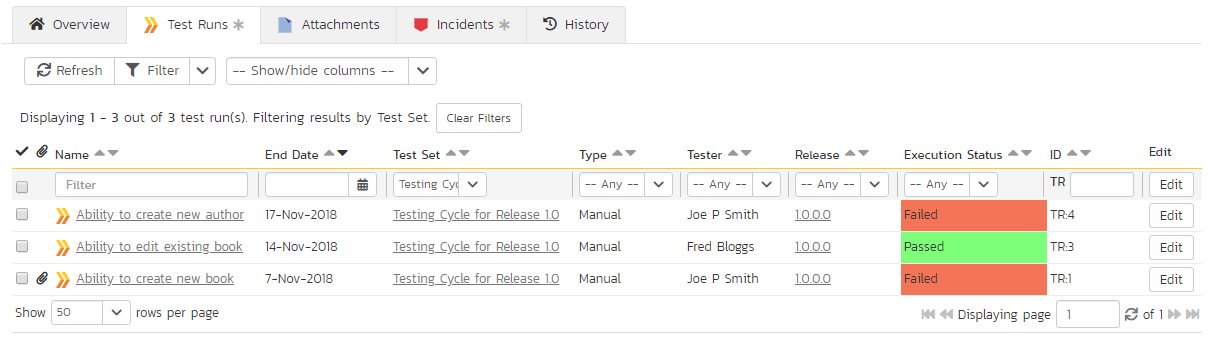 Overview Test Runs Attachments Incidents History
Refresh Filter -- Show/hide columns --
Displaying 1 - 3 out of 3 test run(s). Filtering results by Test Set. Clear Filters
Name End Date Test Set Type Tester Release Execution Status ID Edit
Filter Testing Cyc -- Any -- -- Any -- -- Any -- -- Any -- TR Edit
Ability to create new author 17-Nov-2018 Testing Cycle for Release 1.0 Manual Joe P Smith 1.0.0.0 Failed TR:4 Edit
Ability to edit existing book 14-Nov-2018 Testing Cycle for Release 1.0 Manual Fred Bloggs 1.0.0.0 Passed TR:3 Edit
Ability to create new book 7-Nov-2018 Testing Cycle for Release 1.0 Manual Joe P Smith 1.0.0.0 Failed TR:1 Edit
Show 50 rows per page Displaying page 1 of 1